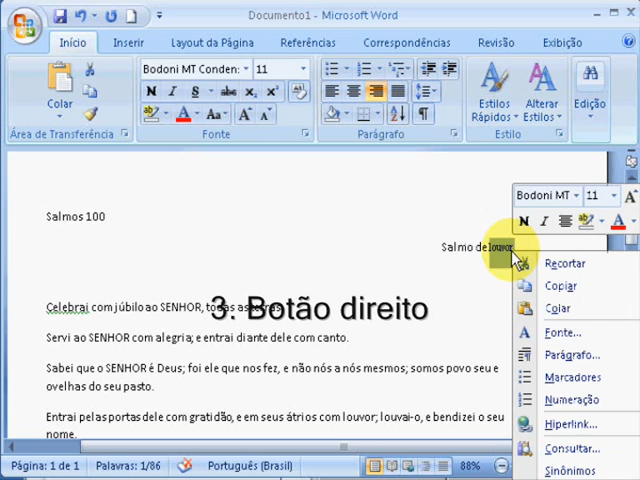 Documento1 - Microsoft Word
Início Inserir Layout da Página Referências Correspondências Revisão Exibição
Bodoni MT Conden: 11
Colar
N I S abc x₂ x²
Aa A A
Estilos Rápidos
Alterar Estilos
Edição
Área de Transferência Fonte Parágrafo Estilo
Salmos 100
Bodoni MT 11 A
N I A
Salmo de louvor
Recortar
Copiar
Colar
Fonte...
Parágrafo...
Marcadores
Numeração
Hiperlink...
Consultar...
Sinônimos
3. Botão direito
Celebrai com júbilo ao SENHOR, todas as terras.
Servi ao SENHOR com alegria; e entrai diante dele com canto.
Sabei que o SENHOR é Deus; foi ele que nos fez, e não nós a nós mesmos; somos povo seu e
ovelhas do seu pasto.
Entrai pelas portas dele com gratidão, e em seus átrios com louvor; louvai-o, e bendizei o seu
nome.
Página: 1 de 1 Palavras: 1/86 Português (Brasil) 88%